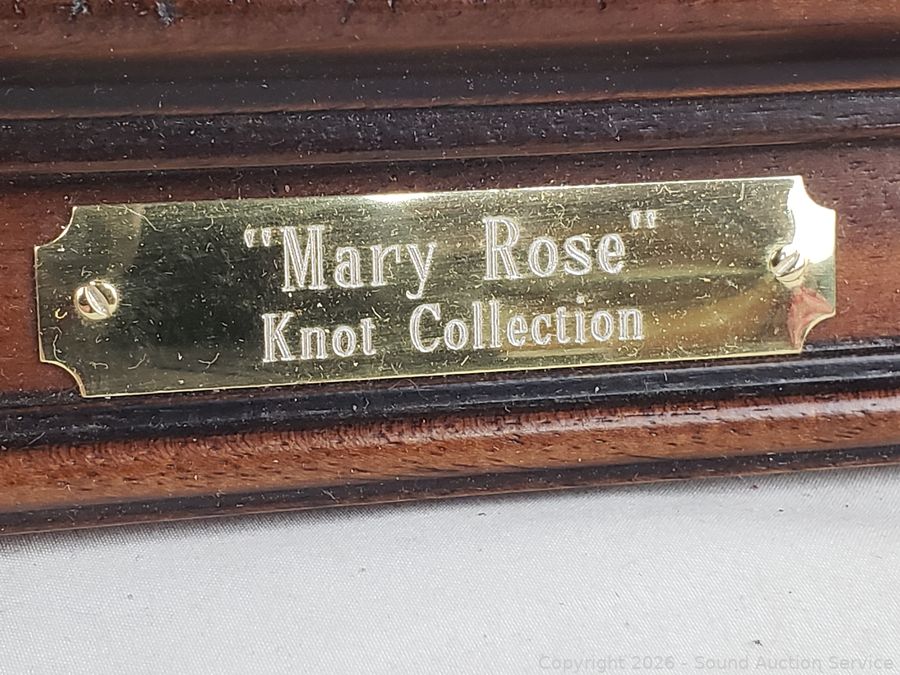 "Mary Rose"
Knot Collection
Copyright 2026 - Sound Auction Service